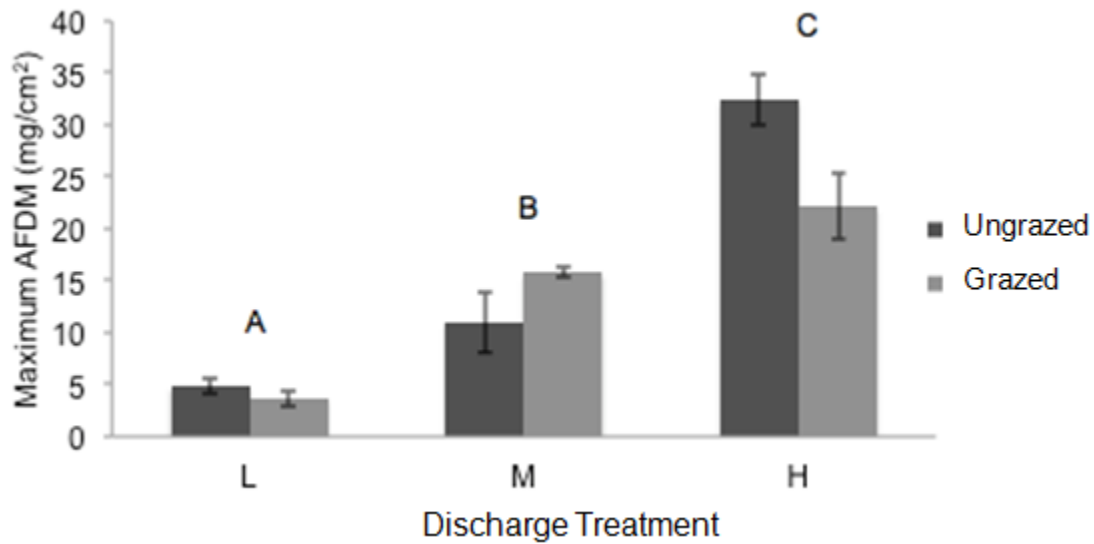 Maximum AFDM (mg/cm²)
40
35
30
25
20
15
10
5
0
A
B
C
L
M
H
Discharge Treatment
Ungrazed
Grazed